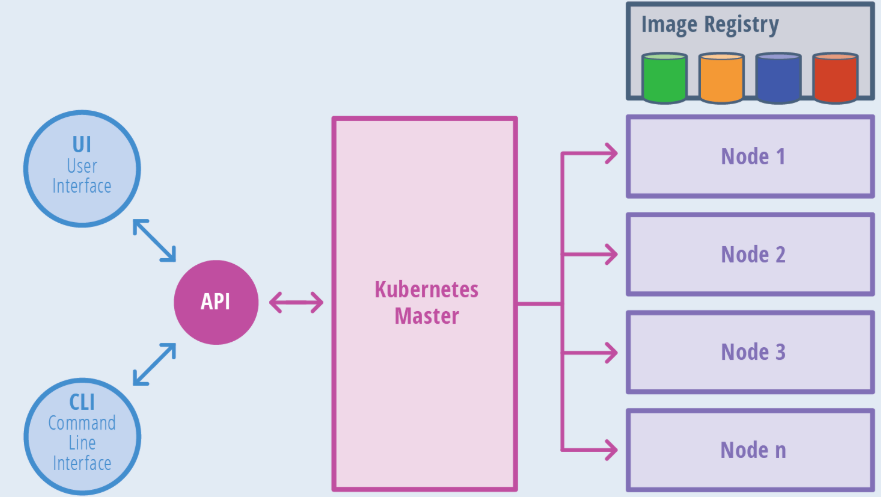 Image Registry
UI
User
Interface
Node 1
Node 2
API
Kubernetes
Master
Node 3
CLI
Command
Line
Interface
Node n